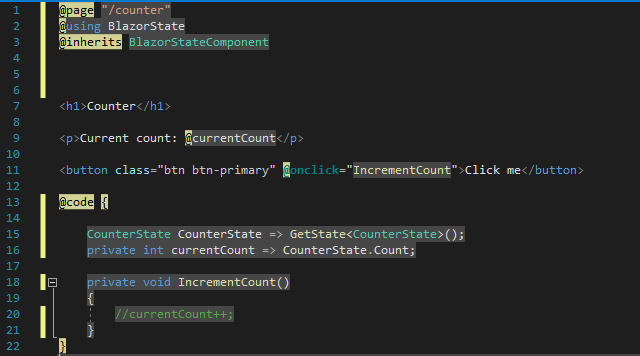 1 @page "/counter"
2 @using BlazorState
3 @inherits BlazorStateComponent
4
5
6
7 <h1>Counter</h1>
8
9 <p>Current count: @currentCount</p>
10
11 <button class="btn btn-primary" @onclick="IncrementCount">Click me</button>
12
13 @code {
14
15 CounterState CounterState => GetState<CounterState>();
16 private int currentCount => CounterState.Count;
17
18 private void IncrementCount()
19 {
20 //currentCount++;
21 }
22 }